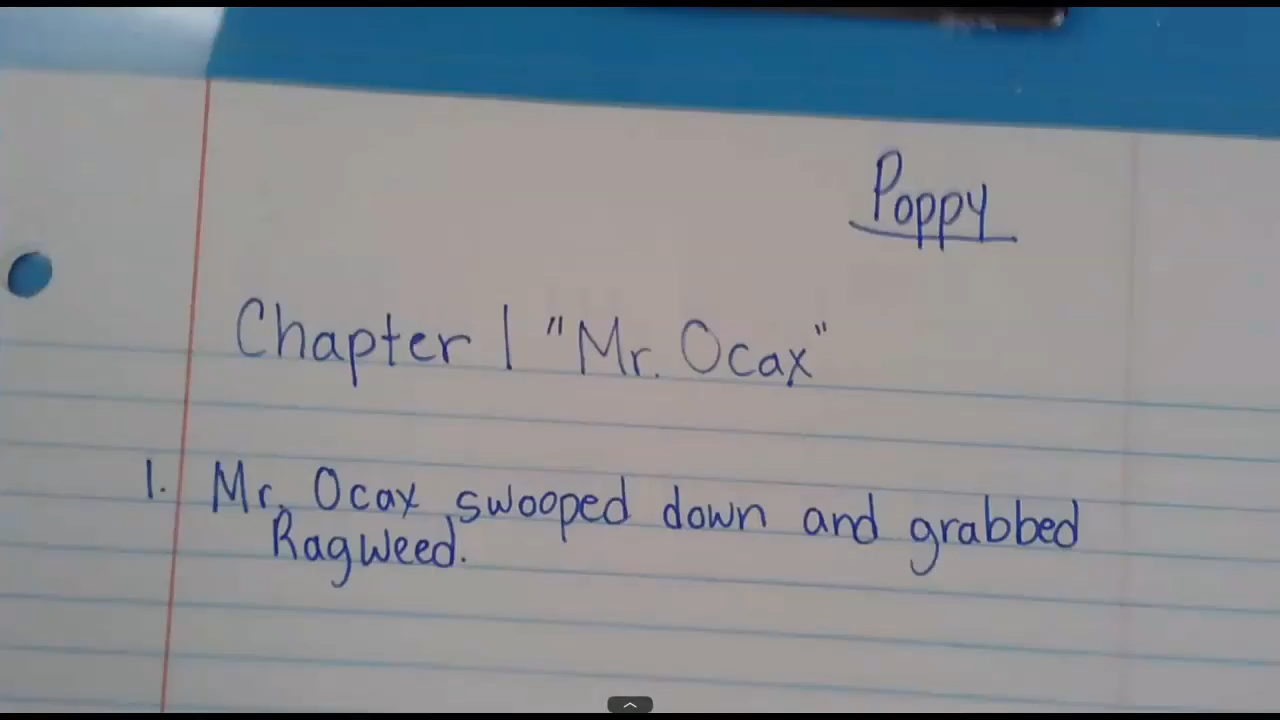 Poppy
Chapter 1 "Mr. Ocax"
1. Mr. Ocax swooped down and grabbed
Ragweed.